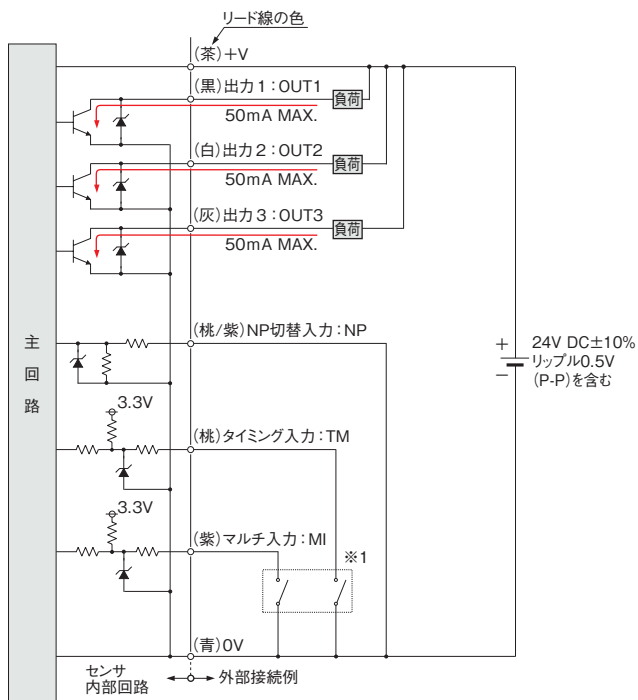 リード線の色
(茶)+V
(黒)出力1:OUT1
負荷
50mA MAX.
(白)出力2:OUT2
負荷
50mA MAX.
(灰)出力3:OUT3
負荷
50mA MAX.
主回路
(桃/紫)NP切替入力:NP
+
−
24V DC±10%
リップル0.5V
(P-P)を含む
3.3V
(桃)タイミング入力:TM
3.3V
(紫)マルチ入力:MI
※1
(青)0V
センサ
内部回路
外部接続例